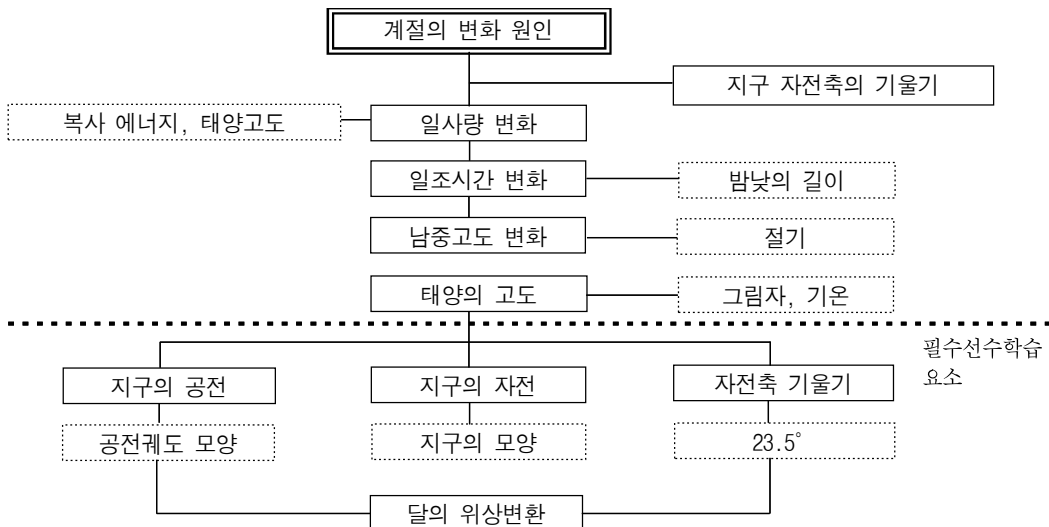 계절의 변화 원인
지구 자전축의 기울기
복사 에너지, 태양고도
일사량 변화
일조시간 변화
밤낮의 길이
남중고도 변화
절기
태양의 고도
그림자, 기온
필수선수학습
요소
지구의 공전
지구의 자전
자전축 기울기
공전궤도 모양
지구의 모양
23.5°
달의 위상변환